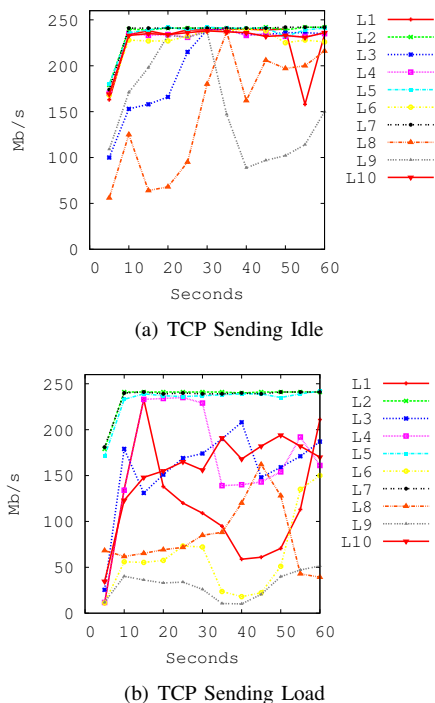 250
200
150
100
50
0
Mb/s
0 10 20 30 40 50 60
Seconds
L1
L2
L3
L4
L5
L6
L7
L8
L9
L10
(a) TCP Sending Idle
250
200
150
100
50
0
Mb/s
0 10 20 30 40 50 60
Seconds
L1
L2
L3
L4
L5
L6
L7
L8
L9
L10
(b) TCP Sending Load